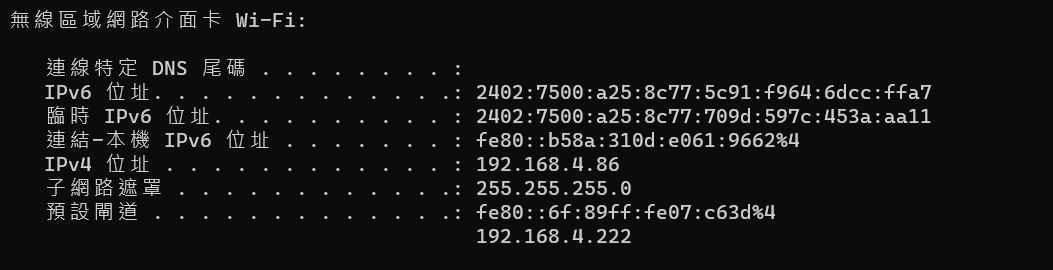 無線區域網路介面卡 Wi-Fi:
連線特定 DNS 尾碼 . . . . . . . . :
IPv6 位址. . . . . . . . . . . . .: 2402:7500:a25:8c77:5c91:f964:6dcc:ffa7
臨時 IPv6 位址. . . . . . . . . . .: 2402:7500:a25:8c77:709d:597c:453a:aa11
連結-本機 IPv6 位址 . . . . . . . : fe80::b58a:310d:e061:9662%4
IPv4 位址 . . . . . . . . . . . . : 192.168.4.86
子網路遮罩 . . . . . . . . . . . .: 255.255.255.0
預設閘道 . . . . . . . . . . . . .: fe80::6f:89ff:fe07:c63d%4
192.168.4.222